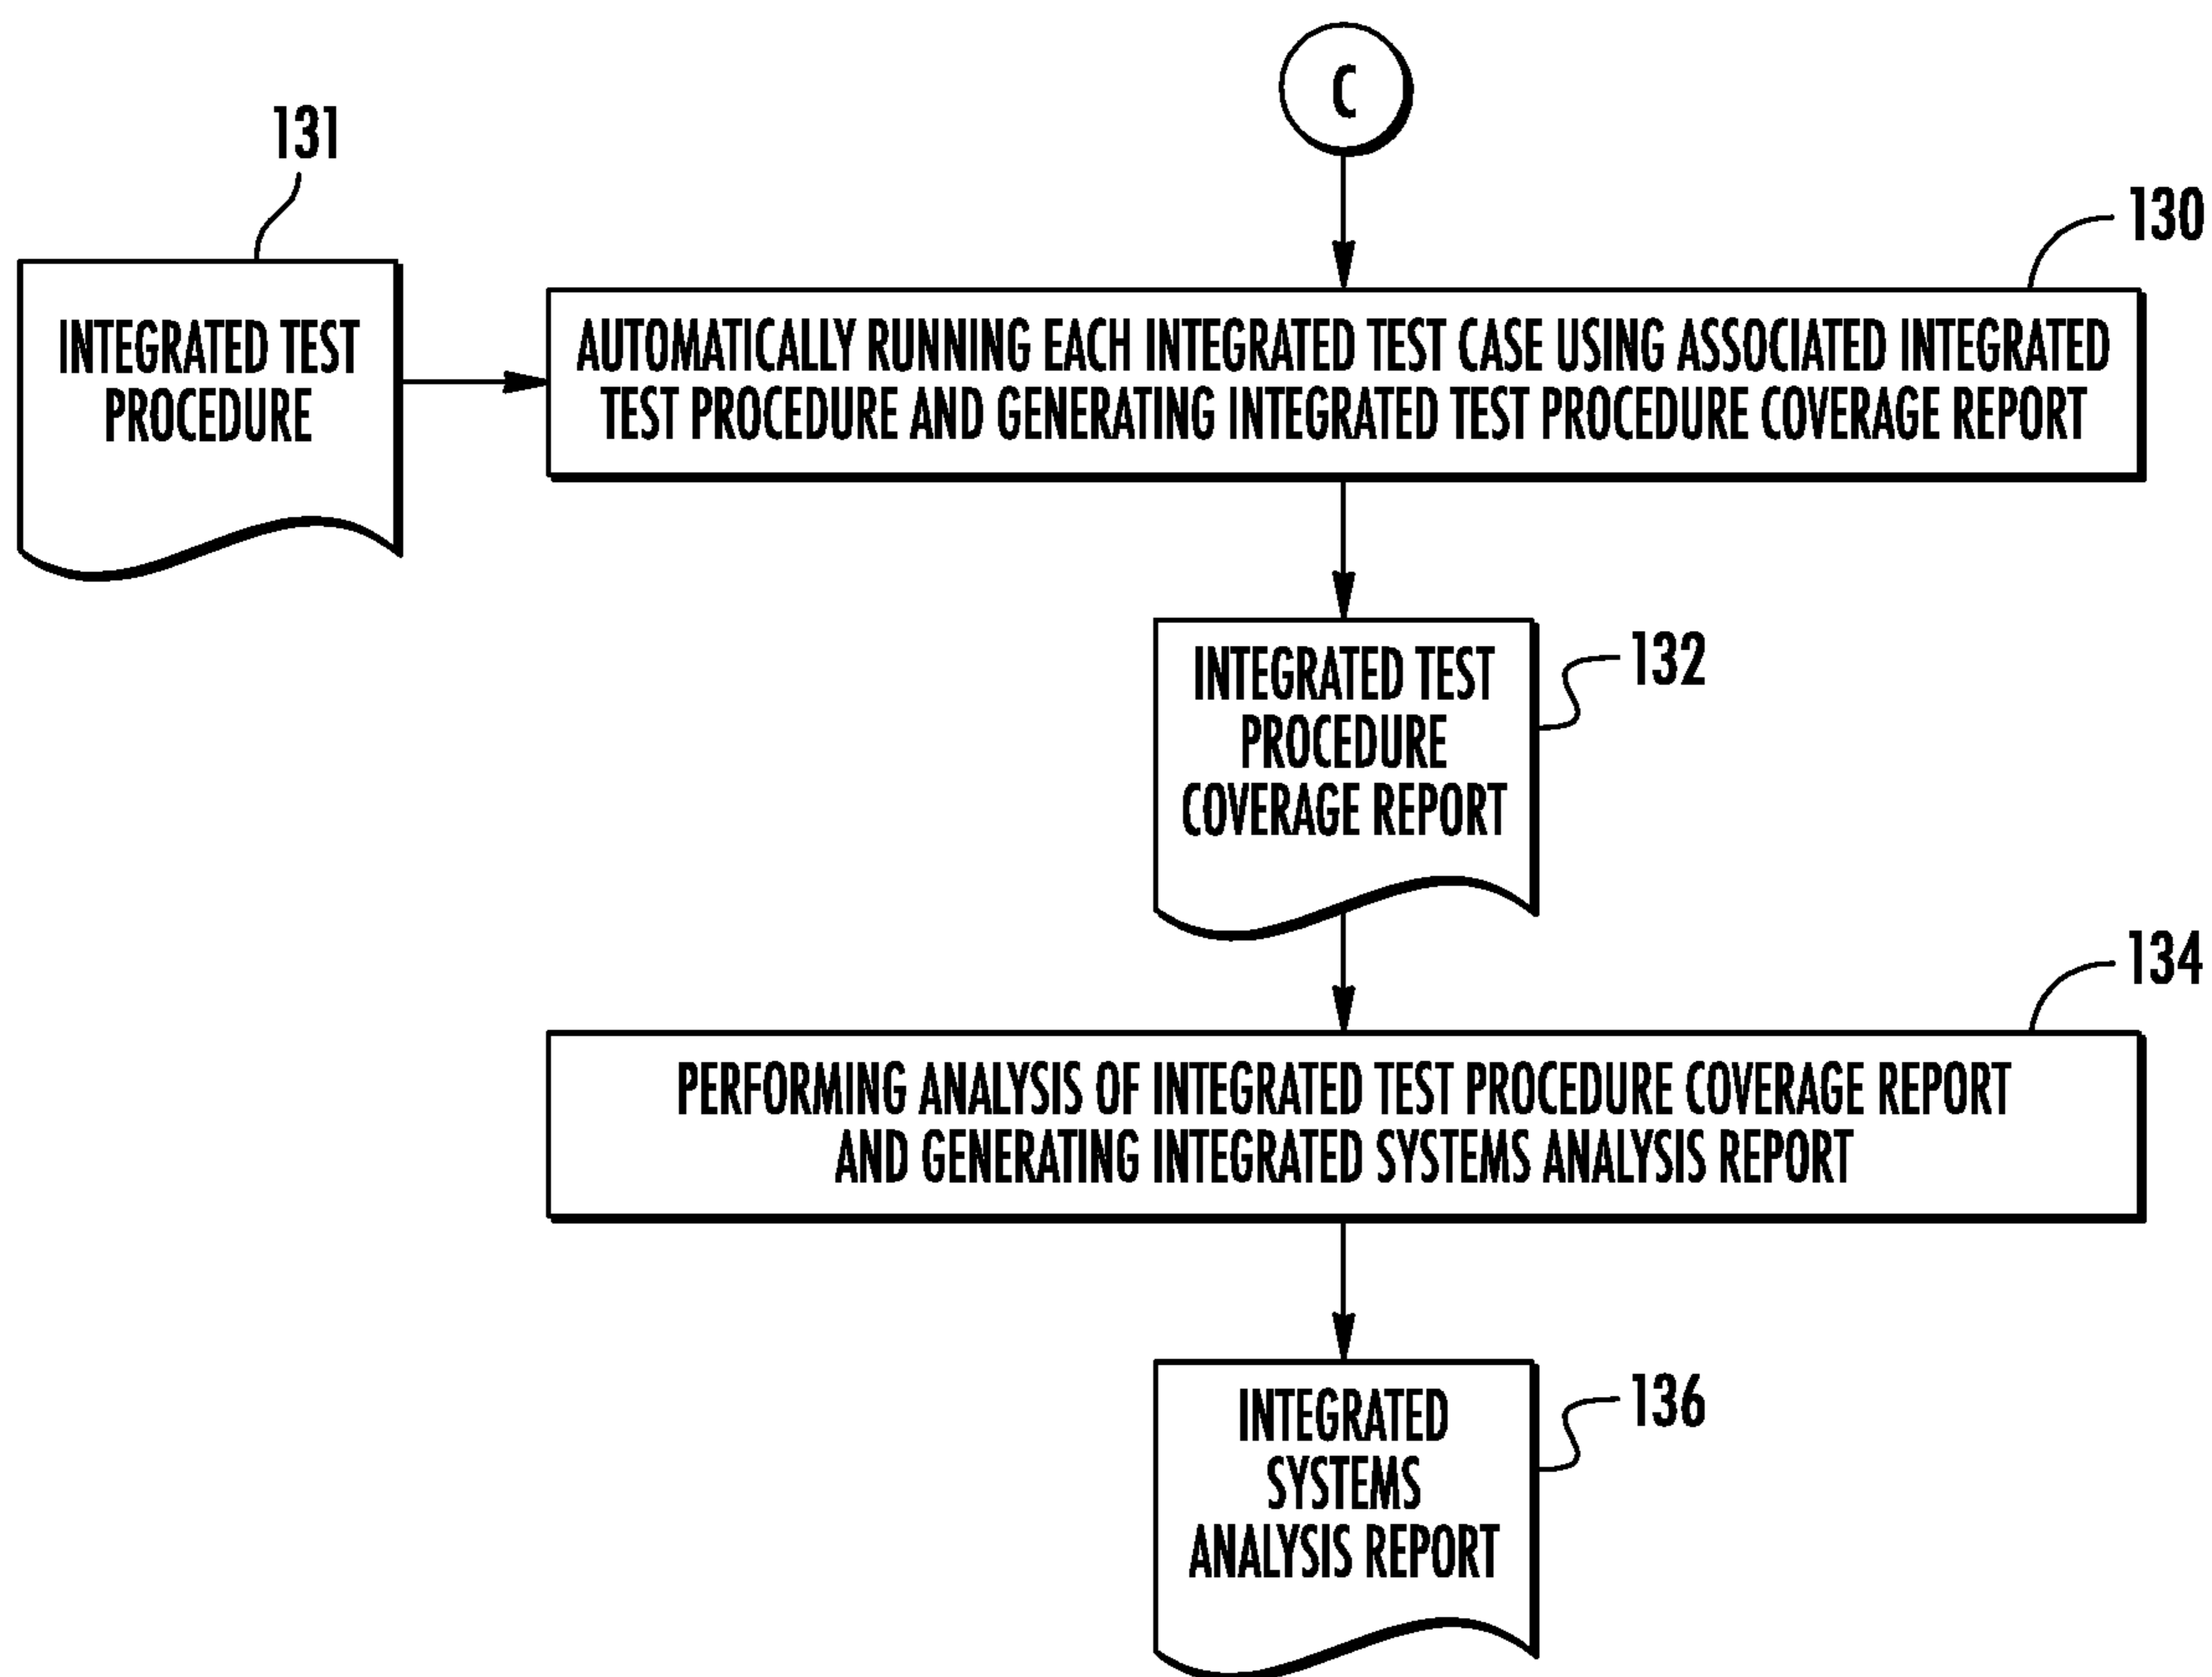 C
131
130
INTEGRATED TEST
PROCEDURE
AUTOMATICALLY RUNNING EACH INTEGRATED TEST CASE USING ASSOCIATED INTEGRATED
TEST PROCEDURE AND GENERATING INTEGRATED TEST PROCEDURE COVERAGE REPORT
132
INTEGRATED TEST
PROCEDURE
COVERAGE REPORT
134
PERFORMING ANALYSIS OF INTEGRATED TEST PROCEDURE COVERAGE REPORT
AND GENERATING INTEGRATED SYSTEMS ANALYSIS REPORT
136
INTEGRATED
SYSTEMS
ANALYSIS REPORT